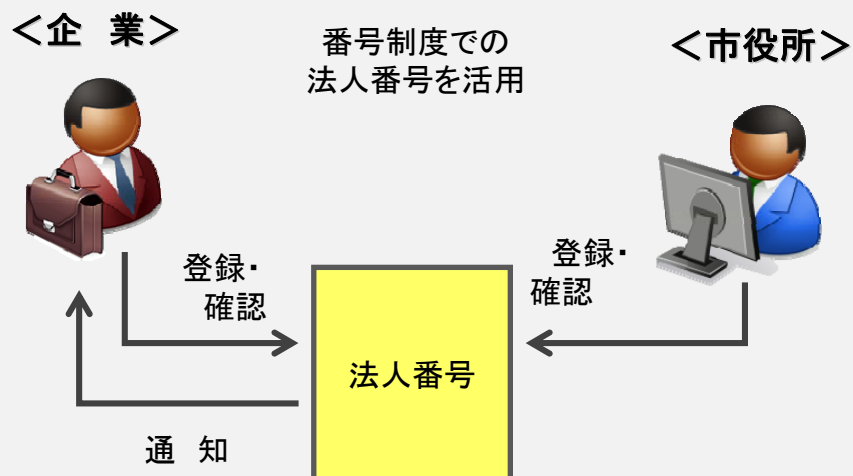 ＜企　業＞
番号制度での
法人番号を活用
＜市役所＞
登録・
確認
登録・
確認
法人番号
通　知